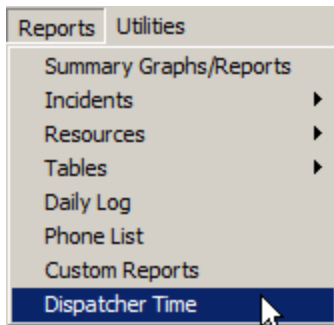 Reports Utilities
Summary Graphs/Reports
Incidents
Resources
Tables
Daily Log
Phone List
Custom Reports
Dispatcher Time